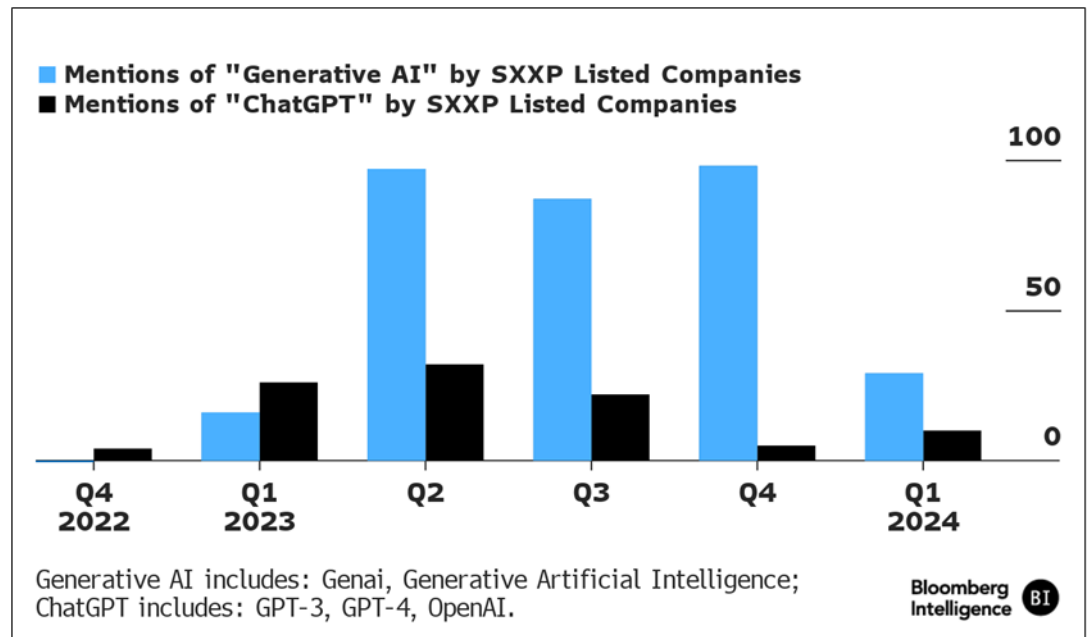 Mentions of "Generative AI" by SXXP Listed Companies
Mentions of "ChatGPT" by SXXP Listed Companies
100
50
0
Q4 Q1 Q2 Q3 Q4 Q1
2022 2023 2024
Generative AI includes: Genai, Generative Artificial Intelligence;
ChatGPT includes: GPT-3, GPT-4, OpenAI.
Bloomberg
Intelligence BI